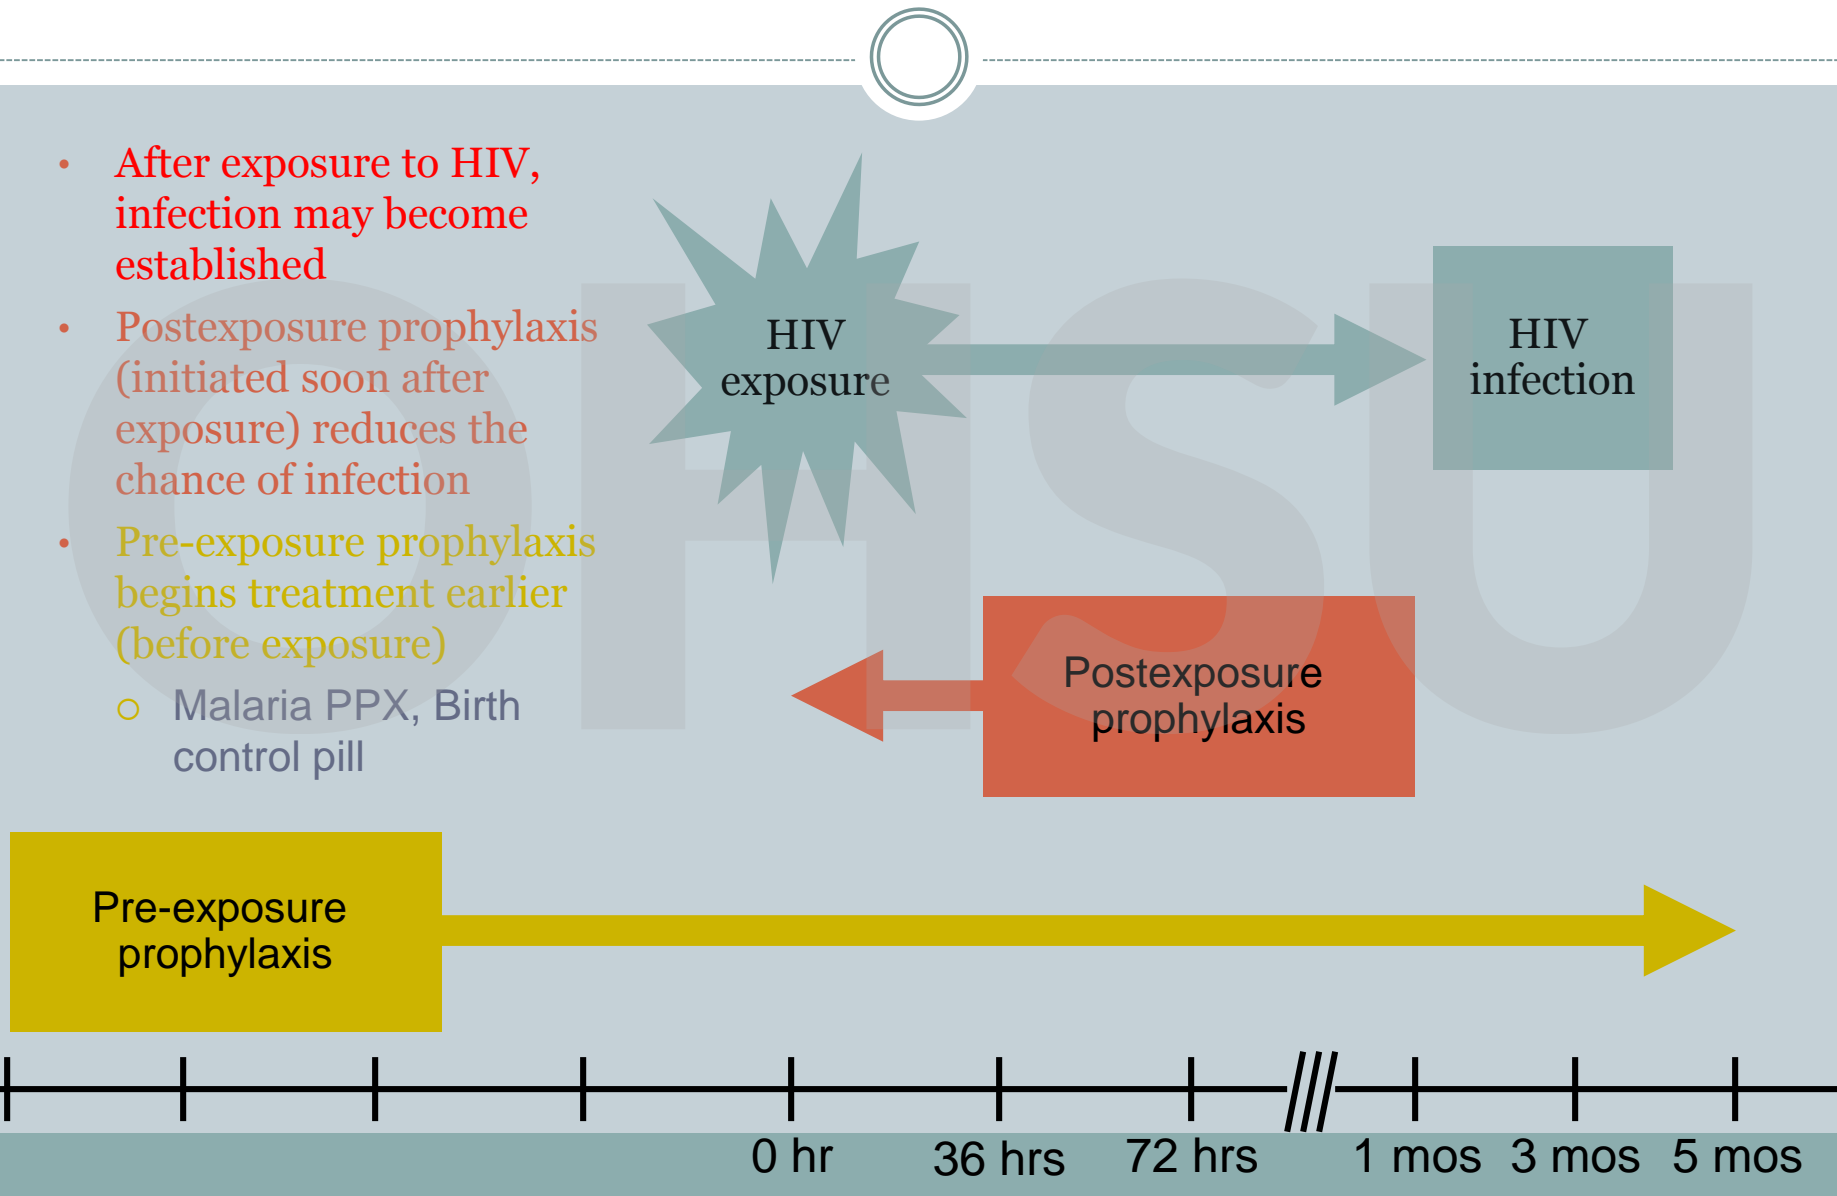 • After exposure to HIV,
infection may become
established
• Postexposure prophylaxis
(initiated soon after
exposure) reduces the
chance of infection
• Pre-exposure prophylaxis
begins treatment earlier
(before exposure)
○ Malaria PPX, Birth
control pill
HIV
exposure
HIV
infection
Postexposure
prophylaxis
Pre-exposure
prophylaxis
0 hr 36 hrs 72 hrs 1 mos 3 mos 5 mos
OHSU